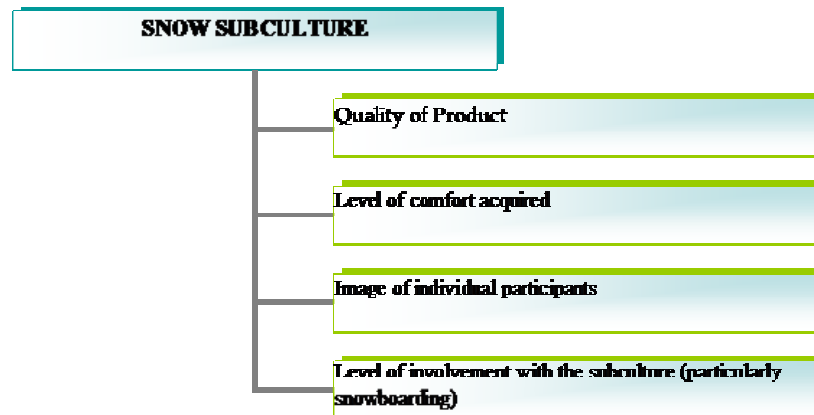 SNOW SUBCULTURE
Quality of Product
Level of comfort acquired
Image of individual participants
Level of involvement with the subculture (particularly
snowboarding)